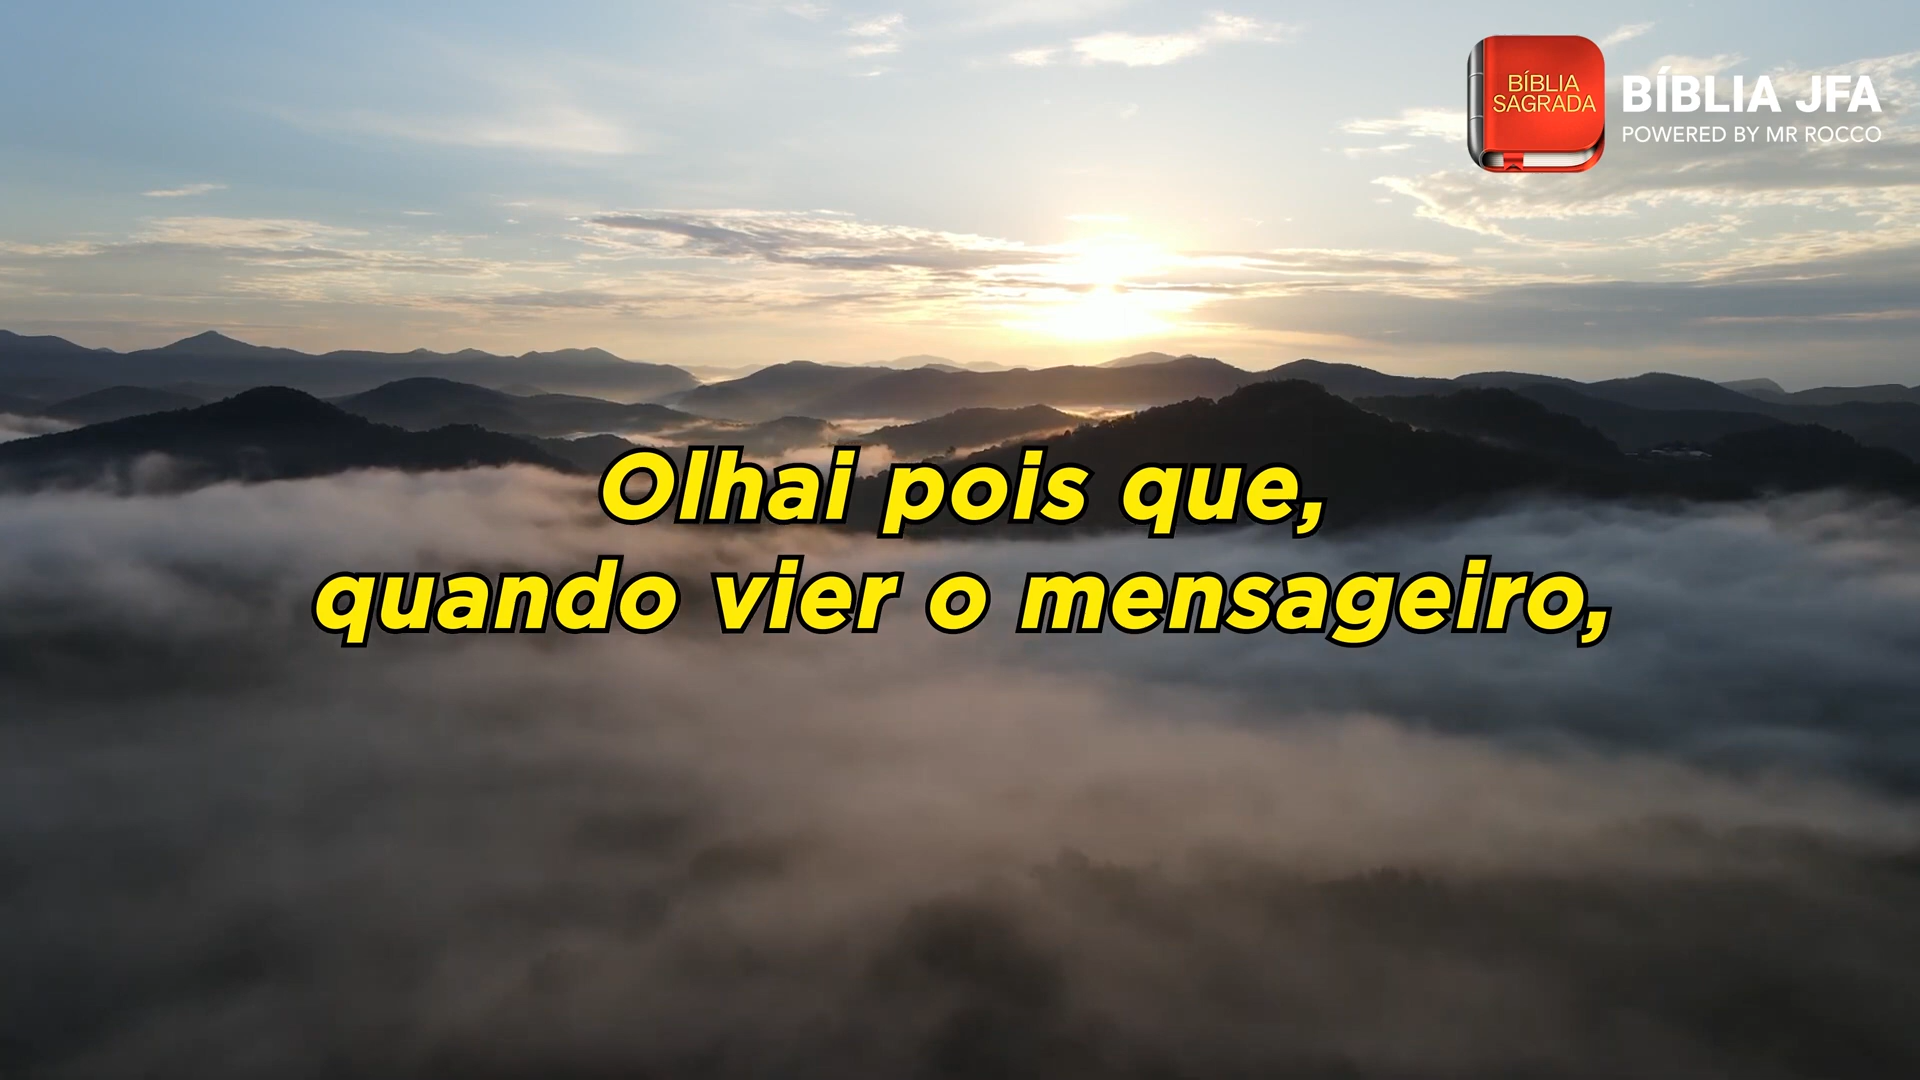 BÍBLIA
SAGRADA
BÍBLIA JFA
POWERED BY MR ROCCO
Olhai pois que,
quando vier o mensageiro,